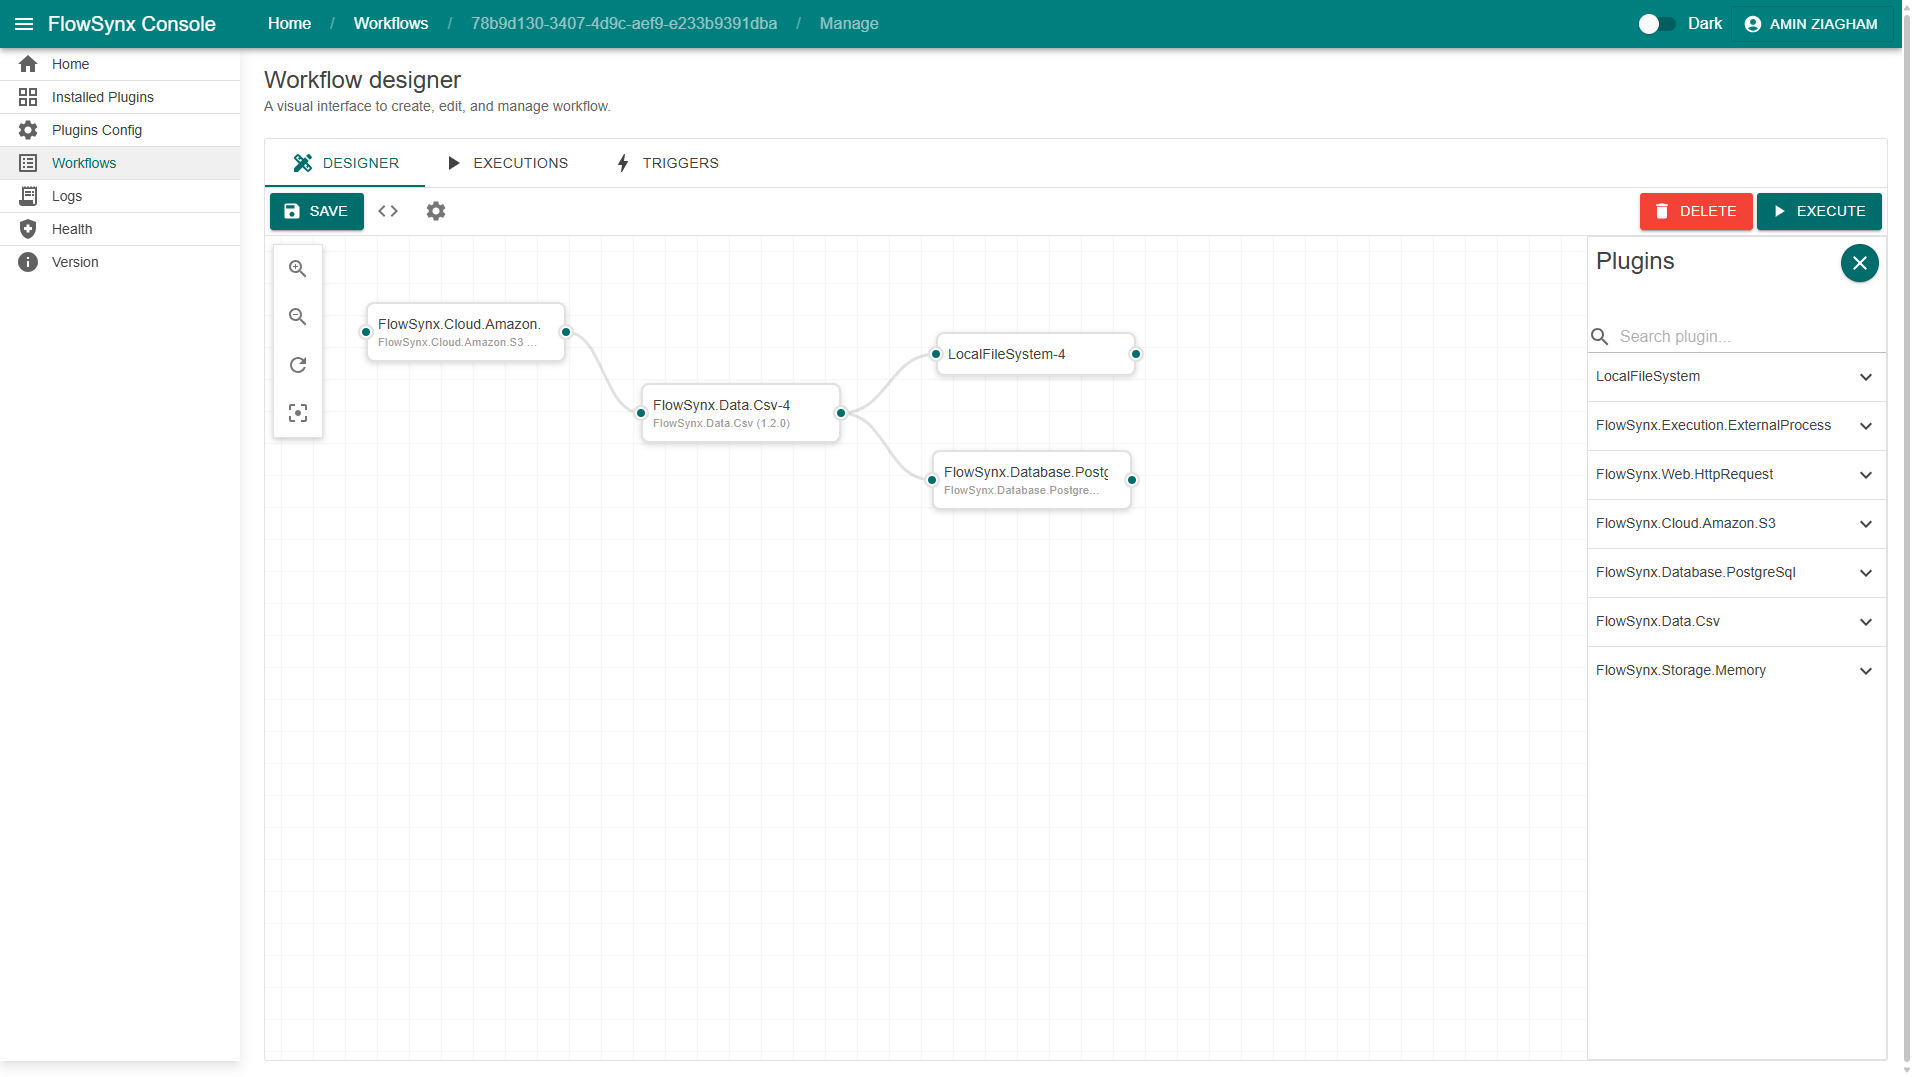 FlowSynx Console
Home / Workflows / 78b9d130-3407-4d9c-aef9-e233b9391dba / Manage
Dark
AMIN ZIAGHAM
Home
Installed Plugins
Plugins Config
Workflows
Logs
Health
Version
Workflow designer
A visual interface to create, edit, and manage workflow.
DESIGNER
EXECUTIONS
TRIGGERS
SAVE
DELETE
EXECUTE
FlowSynx.Cloud.Amazon.
FlowSynx.Cloud.Amazon.S3 ...
FlowSynx.Data.Csv-4
FlowSynx.Data.Csv (1.2.0)
LocalFileSystem-4
FlowSynx.Database.Postg
FlowSynx.Database.Postgre...
Plugins
Search plugin...
LocalFileSystem
FlowSynx.Execution.ExternalProcess
FlowSynx.Web.HttpRequest
FlowSynx.Cloud.Amazon.S3
FlowSynx.Database.PostgreSql
FlowSynx.Data.Csv
FlowSynx.Storage.Memory